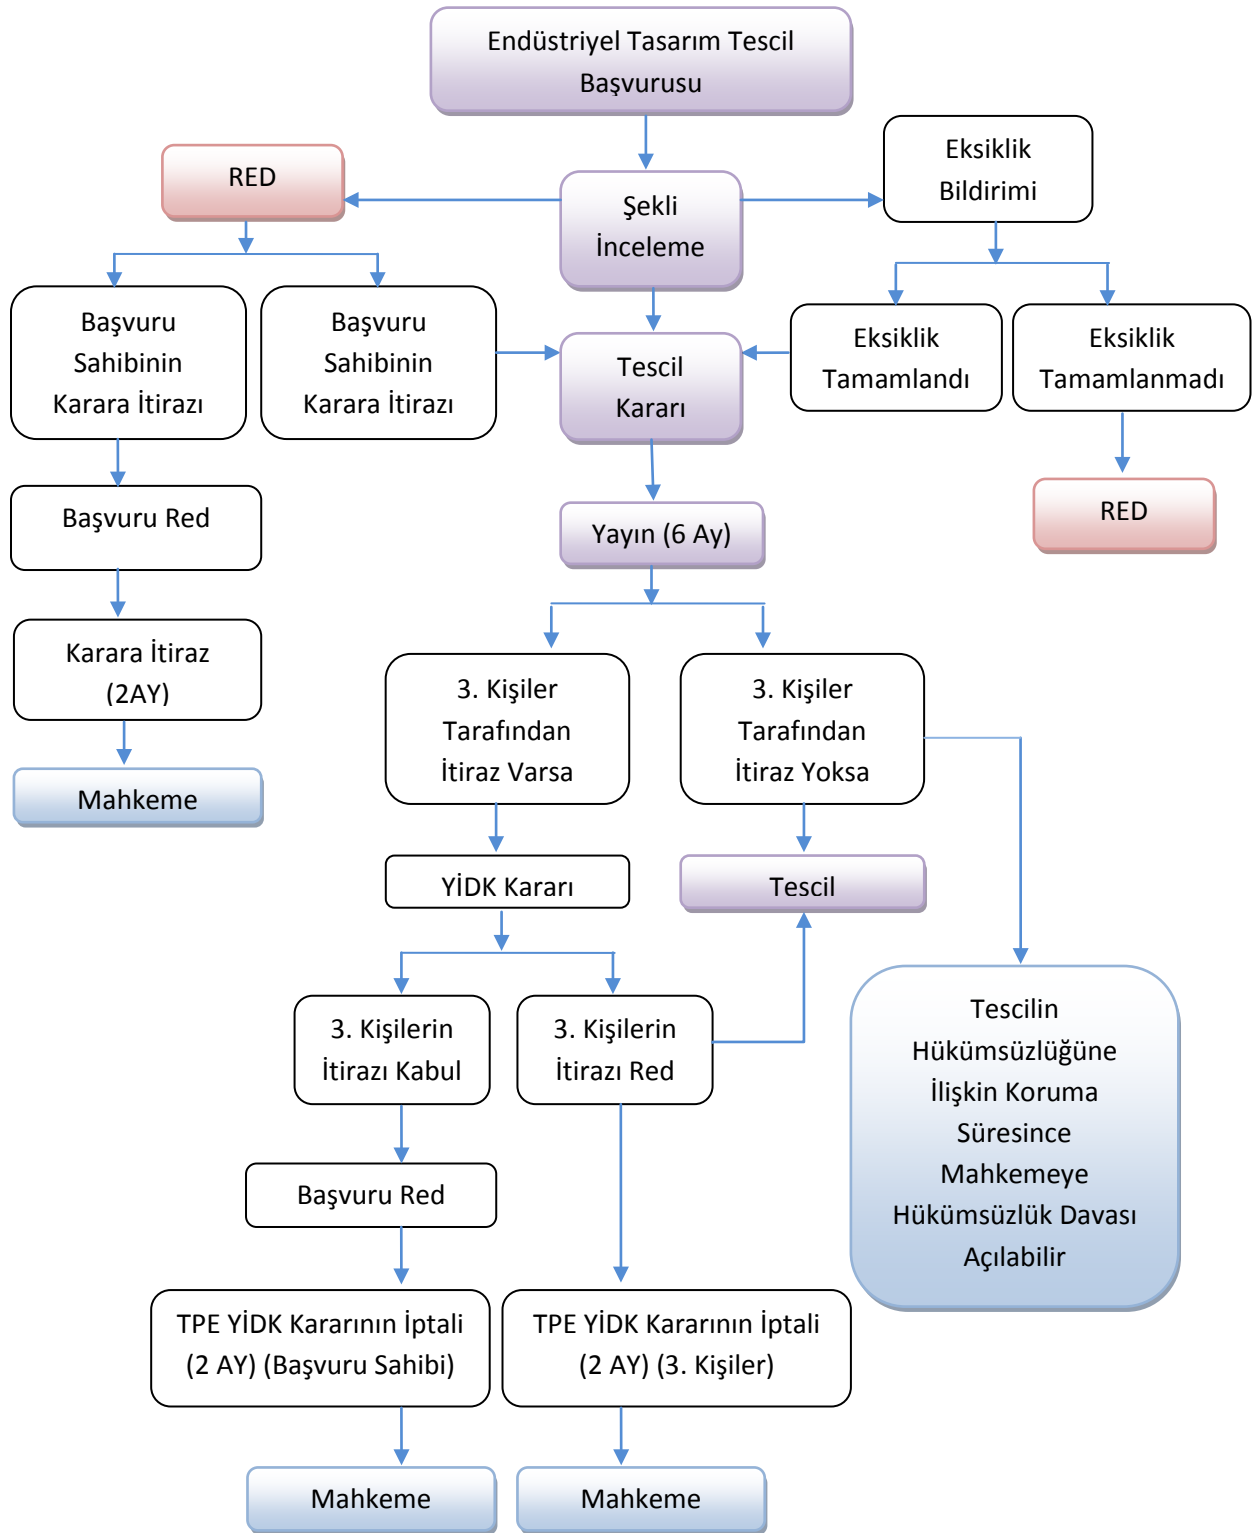 Endüstriyel Tasarım Tescil
Başvurusu
RED
Şekli
İnceleme
Eksiklik
Bildirimi
Başvuru
Sahibinin
Karara İtirazı
Başvuru
Sahibinin
Karara İtirazı
Tescil
Kararı
Eksiklik
Tamamlandı
Eksiklik
Tamamlanmadı
Başvuru Red
Yayın (6 Ay)
RED
Karara İtiraz
(2AY)
3. Kişiler
Tarafından
İtiraz Varsa
3. Kişiler
Tarafından
İtiraz Yoksa
Mahkeme
YİDK Kararı
Tescil
3. Kişilerin
İtirazı Kabul
3. Kişilerin
İtirazı Red
Tescilin
Hükümsüzlüğüne
İlişkin Koruma
Süresince
Mahkemeye
Hükümsüzlük Davası
Açılabilir
Başvuru Red
TPE YİDK Kararının İptali
(2 AY) (Başvuru Sahibi)
TPE YİDK Kararının İptali
(2 AY) (3. Kişiler)
Mahkeme
Mahkeme